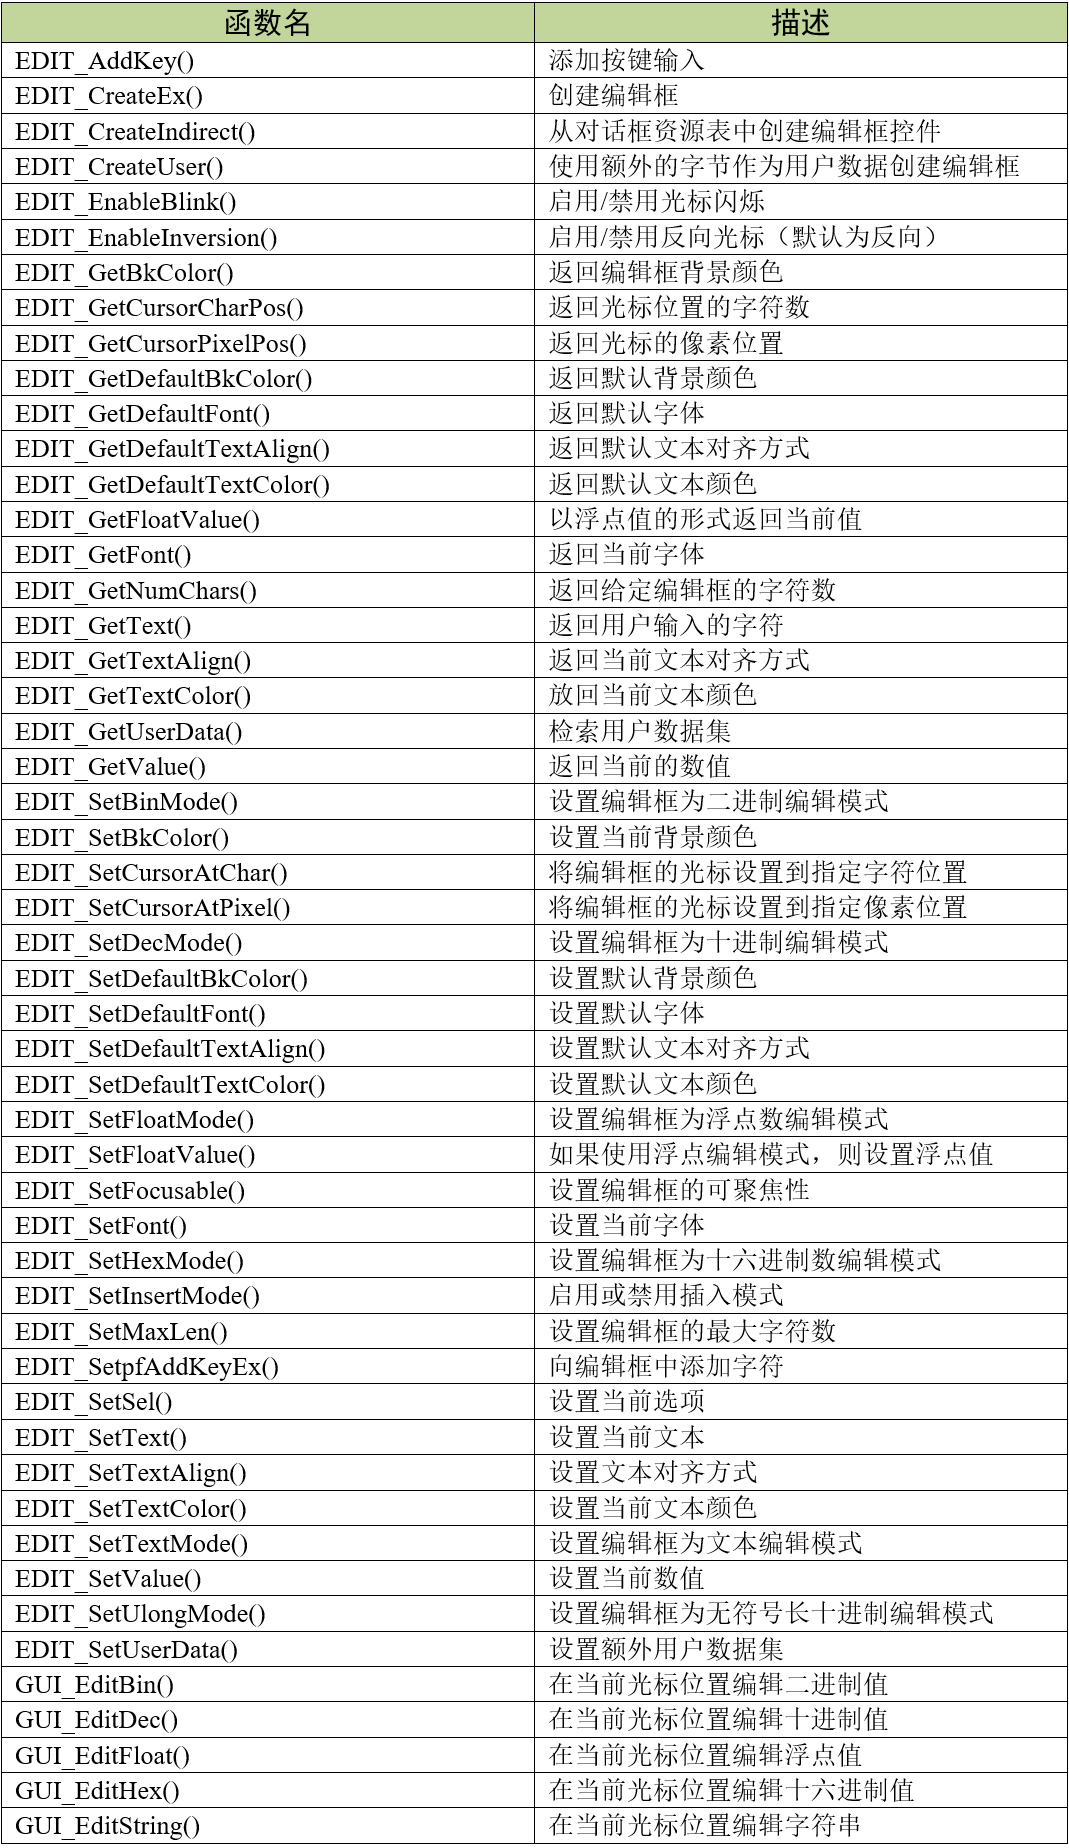 函数名 描述
EDIT_AddKey() 添加按键输入
EDIT_CreateEx() 创建编辑框
EDIT_CreateIndirect() 从对话框资源表中创建编辑框控件
EDIT_CreateUser() 使用额外的字节作为用户数据创建编辑框
EDIT_EnableBlink() 启用/禁用光标闪烁
EDIT_EnableInversion() 启用/禁用反向光标（默认为反向）
EDIT_GetBkColor() 返回编辑框背景颜色
EDIT_GetCursorCharPos() 返回光标位置的字符数
EDIT_GetCursorPixelPos() 返回光标的像素位置
EDIT_GetDefaultBkColor() 返回默认背景颜色
EDIT_GetDefaultFont() 返回默认字体
EDIT_GetDefaultTextAlign() 返回默认文本对齐方式
EDIT_GetDefaultTextColor() 返回默认文本颜色
EDIT_GetFloatValue() 以浮点值的形式返回当前值
EDIT_GetFont() 返回当前字体
EDIT_GetNumChars() 返回给定编辑框的字符数
EDIT_GetText() 返回用户输入的字符
EDIT_GetTextAlign() 返回当前文本对齐方式
EDIT_GetTextColor() 放回当前文本颜色
EDIT_GetUserData() 检索用户数据集
EDIT_GetValue() 返回当前的数值
EDIT_SetBinMode() 设置编辑框为二进制编辑模式
EDIT_SetBkColor() 设置当前背景颜色
EDIT_SetCursorAtChar() 将编辑框的光标设置到指定字符位置
EDIT_SetCursorAtPixel() 将编辑框的光标设置到指定像素位置
EDIT_SetDecMode() 设置编辑框为十进制编辑模式
EDIT_SetDefaultBkColor() 设置默认背景颜色
EDIT_SetDefaultFont() 设置默认字体
EDIT_SetDefaultTextAlign() 设置默认文本对齐方式
EDIT_SetDefaultTextColor() 设置默认文本颜色
EDIT_SetFloatMode() 设置编辑框为浮点数编辑模式
EDIT_SetFloatValue() 如果使用浮点编辑模式，则设置浮点值
EDIT_SetFocusable() 设置编辑框的可聚焦性
EDIT_SetFont() 设置当前字体
EDIT_SetHexMode() 设置编辑框为十六进制数编辑模式
EDIT_SetInsertMode() 启用或禁用插入模式
EDIT_SetMaxLen() 设置编辑框的最大字符数
EDIT_SetpfAddKeyEx() 向编辑框中添加字符
EDIT_SetSel() 设置当前选项
EDIT_SetText() 设置当前文本
EDIT_SetTextAlign() 设置文本对齐方式
EDIT_SetTextColor() 设置当前文本颜色
EDIT_SetTextMode() 设置编辑框为文本编辑模式
EDIT_SetValue() 设置当前数值
EDIT_SetUlongMode() 设置编辑框为无符号长十进制编辑模式
EDIT_SetUserData() 设置额外用户数据集
GUI_EditBin() 在当前光标位置编辑二进制值
GUI_EditDec() 在当前光标位置编辑十进制值
GUI_EditFloat() 在当前光标位置编辑浮点值
GUI_EditHex() 在当前光标位置编辑十六进制值
GUI_EditString() 在当前光标位置编辑字符串